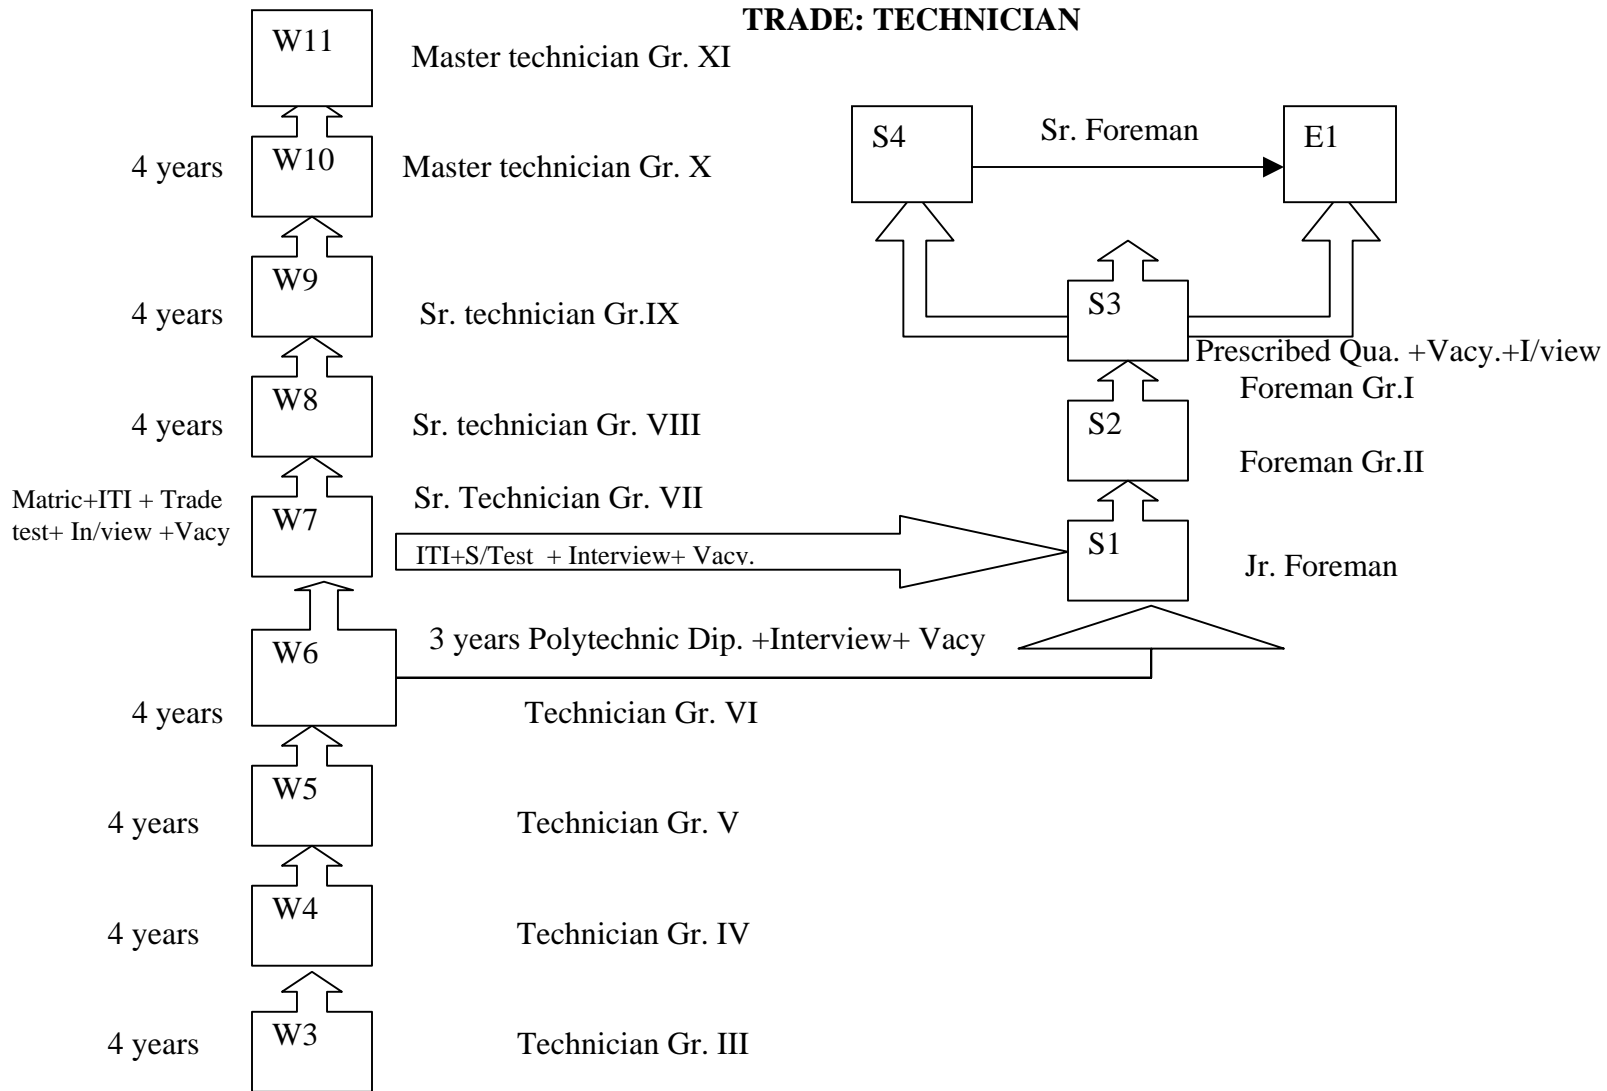 TRADE: TECHNICIAN
W11
Master technician Gr. XI
S4
Sr. Foreman
E1
4 years
W10
Master technician Gr. X
W9
S3
4 years
Sr. technician Gr.IX
Prescribed Qua. +Vacy.+I/view
Foreman Gr.I
W8
4 years
Sr. technician Gr. VIII
S2
Foreman Gr.II
Matric+ITI + Trade
test+ In/view +Vacy
W7
Sr. Technician Gr. VII
ITI+S/Test + Interview+ Vacv.
S1
Jr. Foreman
W6
3 years Polytechnic Dip. +Interview+ Vacy
4 years
Technician Gr. VI
W5
4 years
Technician Gr. V
W4
4 years
Technician Gr. IV
W3
4 years
Technician Gr. III